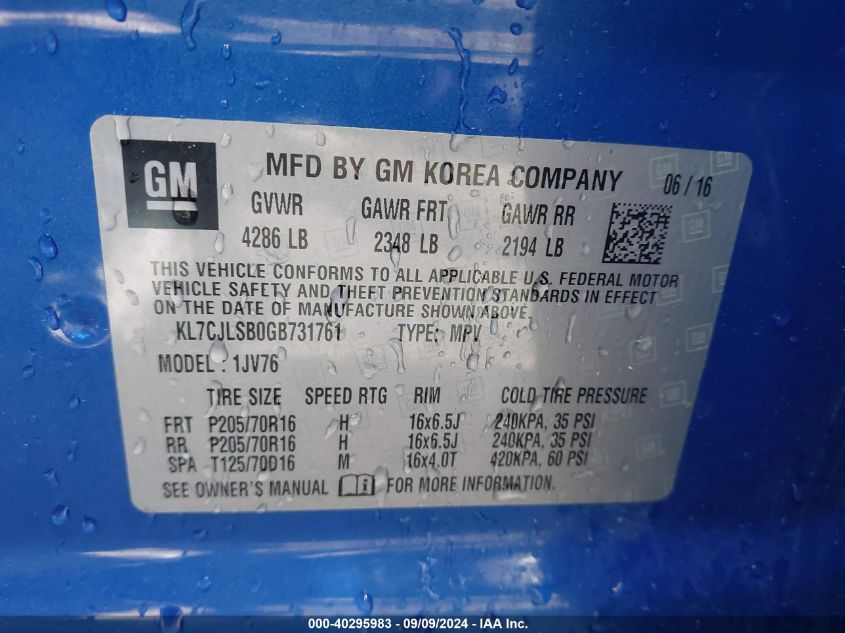 GM
MFD BY GM KOREA COMPANY 06 / 16
GVWR GAWR FRT GAWR RR
4286 LB 2348 LB 2194 LB
THIS VEHICLE CONFORMS TO ALL APPLICABLE U.S. FEDERAL MOTOR
VEHICLE SAFETY AND THEFT PREVENTION STANDARDS IN EFFECT
ON THE DATE OF MANUFACTURE SHOWN ABOVE.
KL7CJLSB0GB731761 TYPE: MPV
MODEL : 1JV76
TIRE SIZE SPEED RTG RIM COLD TIRE PRESSURE
FRT P205/70R16 H 16x6.5J 240KPA, 35 PSI
RR P205/70R16 H 16x6.5J 240KPA, 35 PSI
SPA T125/70D16 M 16x4.0T 420KPA, 60 PSI
SEE OWNER'S MANUAL FOR MORE INFORMATION.
000-40295983 - 09/09/2024 - IAA Inc.